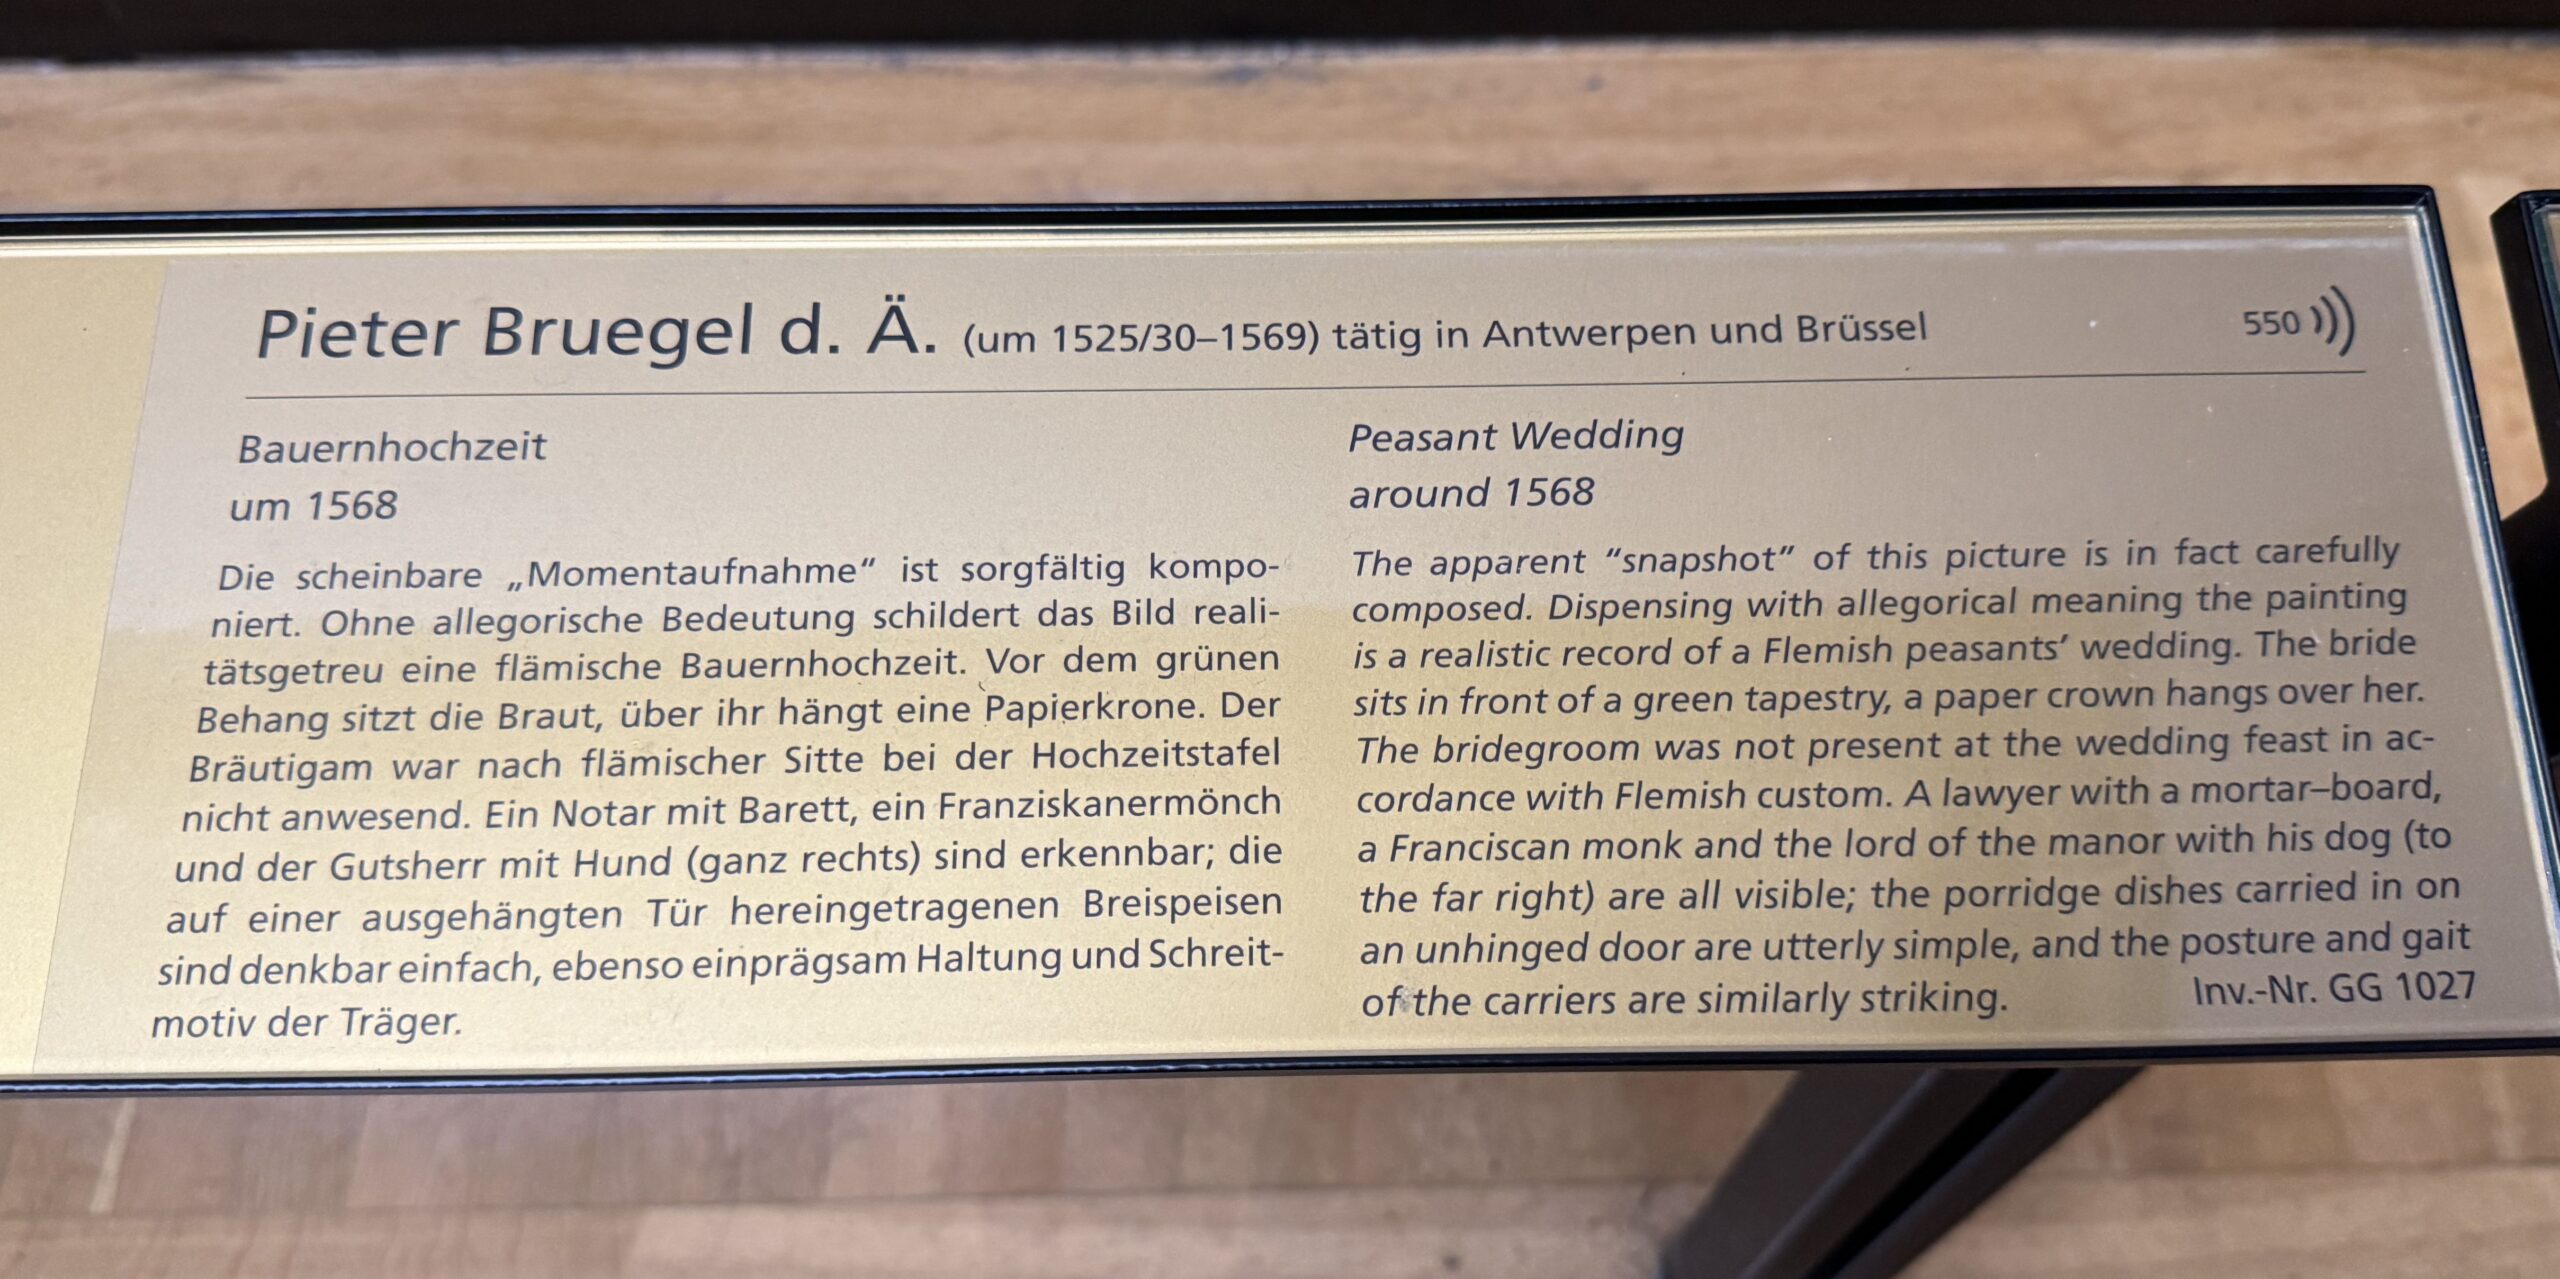 Pieter Bruegel d. Ä. (um 1525/30–1569) tätig in Antwerpen und Brüssel
550
Bauernhochzeit
um 1568
Die scheinbare „Momentaufnahme“ ist sorgfältig kompo-
niert. Ohne allegorische Bedeutung schildert das Bild reali-
tätsgetreu eine flämische Bauernhochzeit. Vor dem grünen
Behang sitzt die Braut, über ihr hängt eine Papierkrone. Der
Bräutigam war nach flämischer Sitte bei der Hochzeitstafel
nicht anwesend. Ein Notar mit Barett, ein Franziskanermönch
und der Gutsherr mit Hund (ganz rechts) sind erkennbar; die
auf einer ausgehängten Tür hereingetragenen Breispeisen
sind denkbar einfach, ebenso einprägsam Haltung und Schreit-
motiv der Träger.
Peasant Wedding
around 1568
The apparent “snapshot” of this picture is in fact carefully
composed. Dispensing with allegorical meaning the painting
is a realistic record of a Flemish peasants’ wedding. The bride
sits in front of a green tapestry, a paper crown hangs over her.
The bridegroom was not present at the wedding feast in ac-
cordance with Flemish custom. A lawyer with a mortar–board,
a Franciscan monk and the lord of the manor with his dog (to
the far right) are all visible; the porridge dishes carried in on
an unhinged door are utterly simple, and the posture and gait
of the carriers are similarly striking.
Inv.-Nr. GG 1027